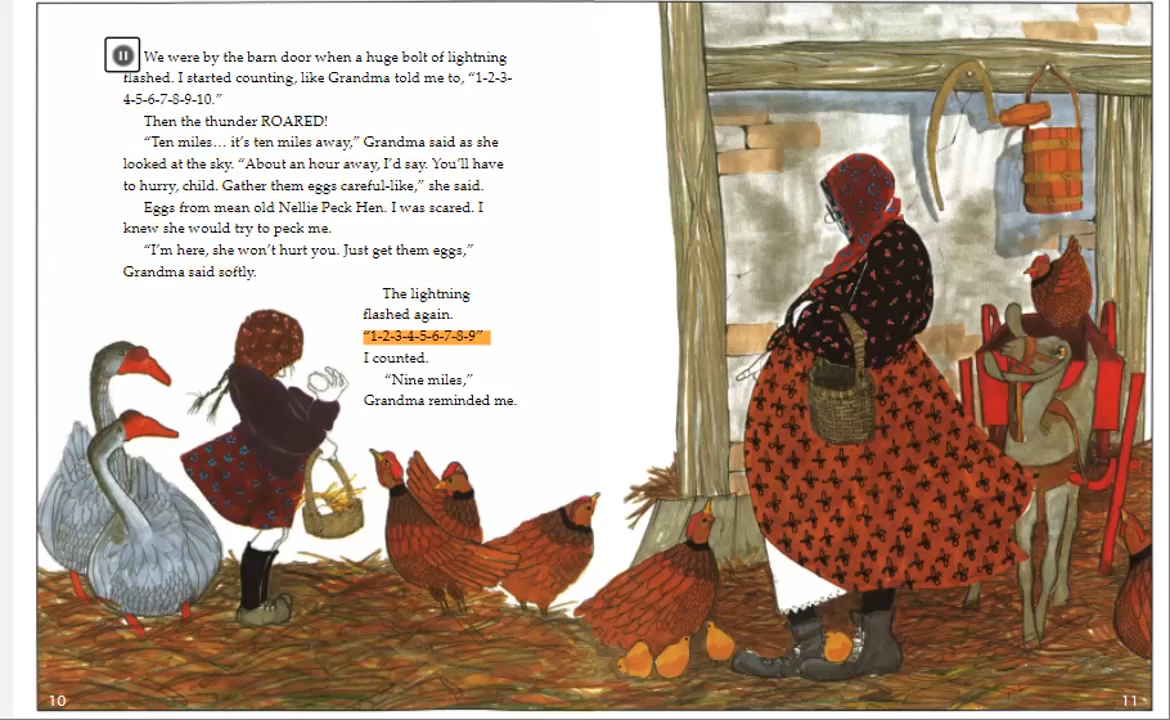 We were by the barn door when a huge bolt of lightning
flashed. I started counting, like Grandma told me to, “1-2-3-
4-5-6-7-8-9-10.”
Then the thunder ROARED!
“Ten miles… it’s ten miles away,” Grandma said as she
looked at the sky. “About an hour away, I’d say. You’ll have
to hurry, child. Gather them eggs careful-like,” she said.
Eggs from mean old Nellie Peck Hen. I was scared. I
knew she would try to peck me.
“I’m here, she won’t hurt you. Just get them eggs,”
Grandma said softly.
The lightning
flashed again.
“1-2-3-4-5-6-7-8-9”
I counted.
“Nine miles,”
Grandma reminded me.
10
11